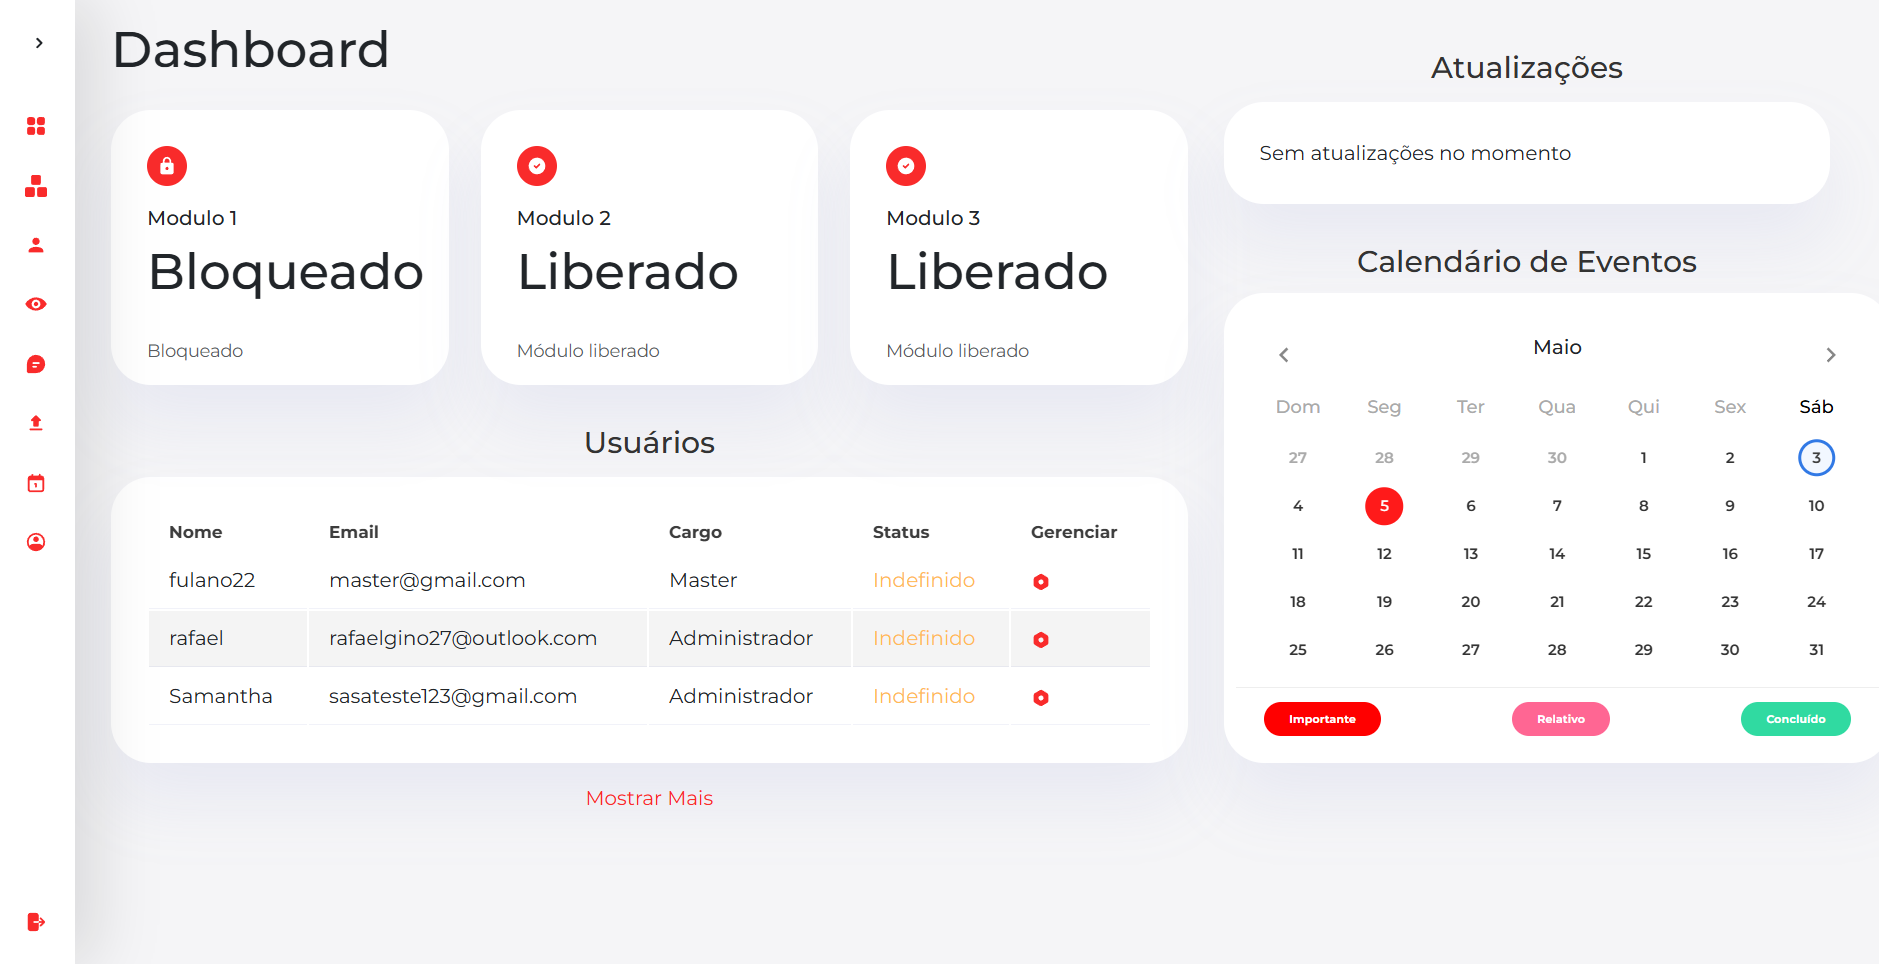 Dashboard
Modulo 1
Bloqueado
Bloqueado
Modulo 2
Liberado
Módulo liberado
Modulo 3
Liberado
Módulo liberado
Usuários
Nome Email Cargo Status Gerenciar
fulano22 master@gmail.com Master Indefinido
rafael rafaelgino27@outlook.com Administrador Indefinido
Samantha sasateste123@gmail.com Administrador Indefinido
Mostrar Mais
Atualizações
Sem atualizações no momento
Calendário de Eventos
Maio
Dom Seg Ter Qua Qui Sex Sáb
27 28 29 30 1 2 3
4 5 6 7 8 9 10
11 12 13 14 15 16 17
18 19 20 21 22 23 24
25 26 27 28 29 30 31
Importante Relativo Concluído